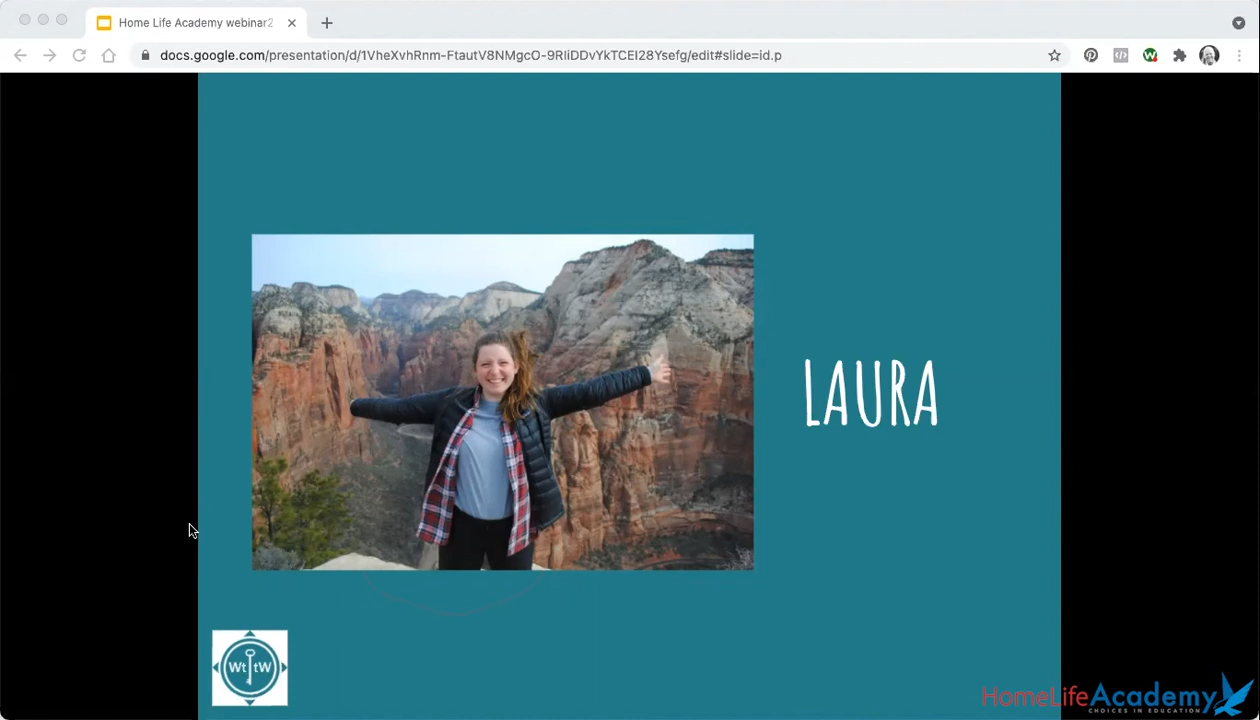 Home Life Academy webinar2
docs.google.com/presentation/d/1VheXvhRnm-FtautV8NMgcO-9RIiDDvYkTCEI28Ysefg/edit#slide=id.p
LAURA
WttW
HomeLifeAcademy
CHOICES IN EDUCATION